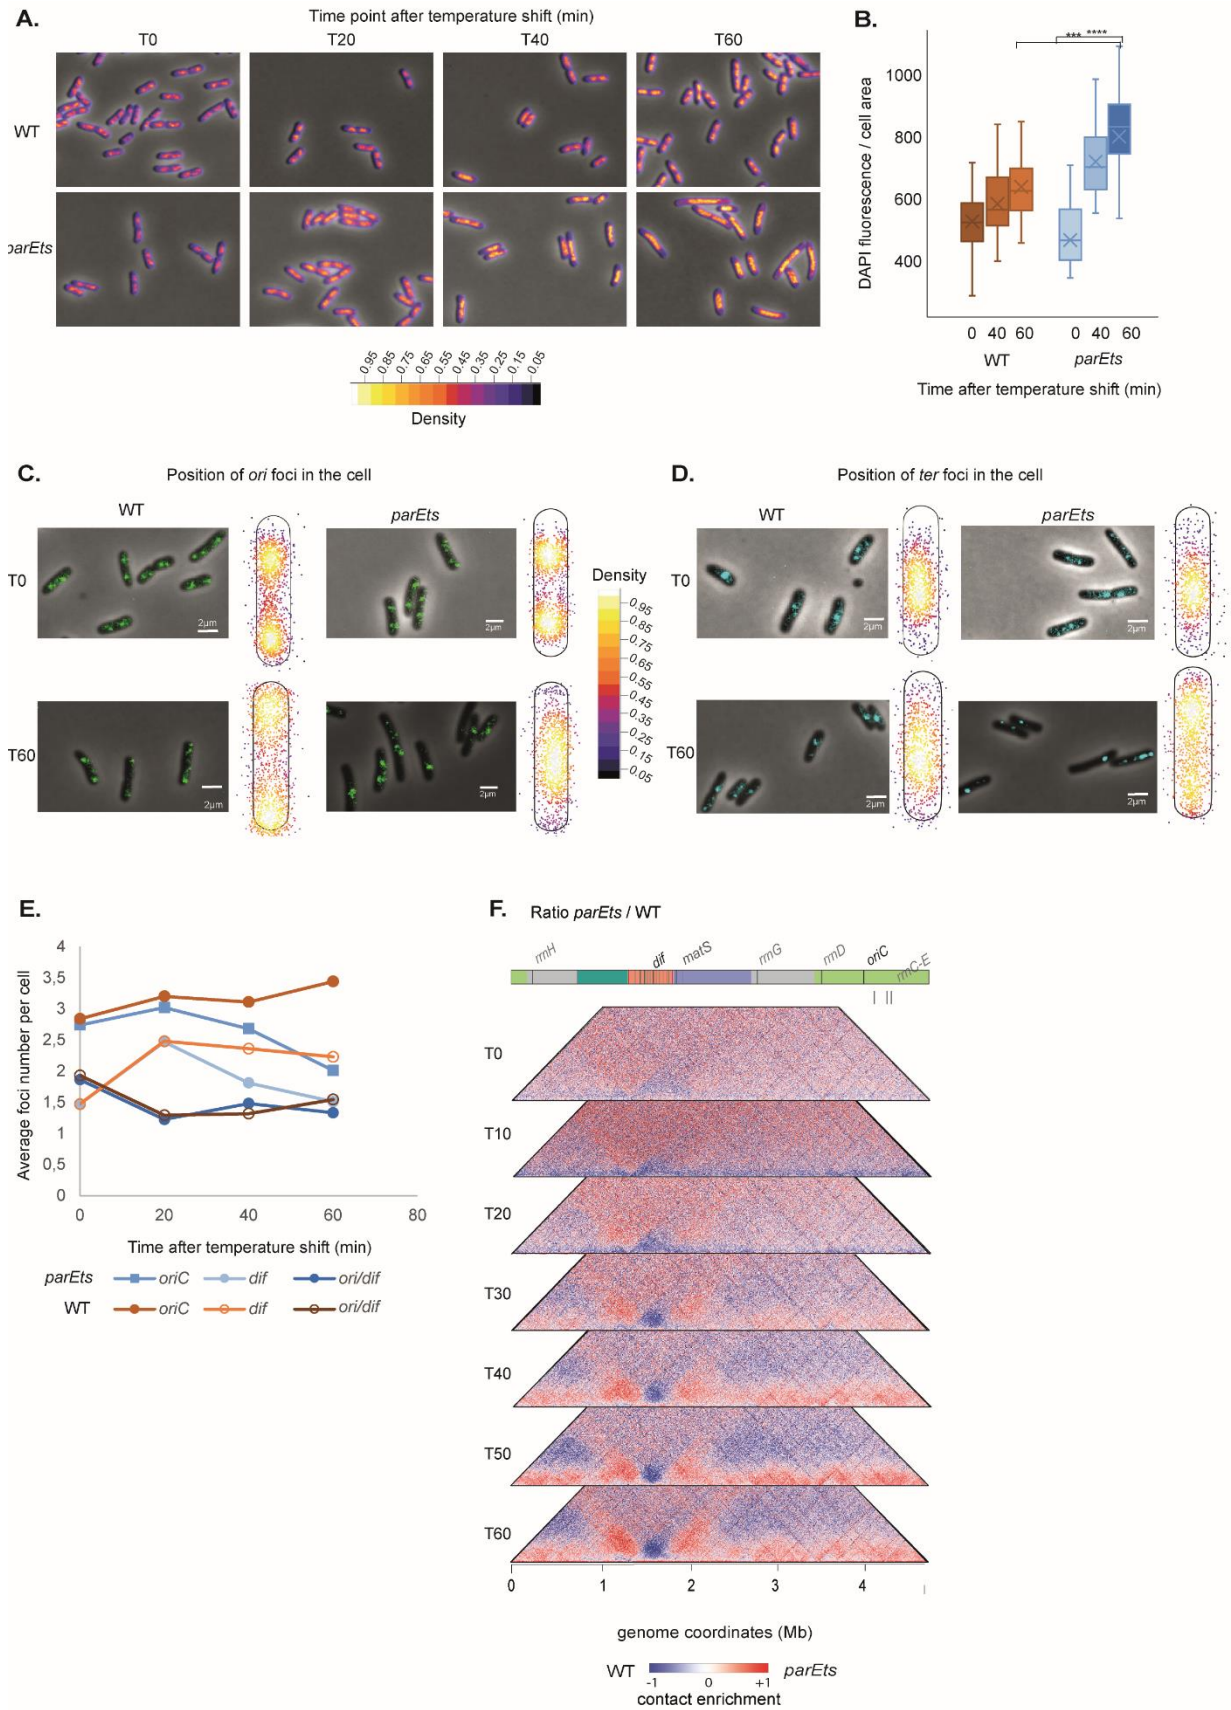 A.
Time point after temperature shift (min)
T0 T20 T40 T60
WT
parEts
0.95 0.85 0.75 0.65 0.55 0.45 0.35 0.25 0.15 0.05
Density
B.
*** ****
1000
800
600
400
DAPI fluorescence / cell area
0 40 60 0 40 60
WT parEts
Time after temperature shift (min)
C.
Position of ori foci in the cell
WT parEts
T0
2µm 2µm
T60
2µm 2µm
Density
0.95
0.85
0.75
0.65
0.55
0.45
0.35
0.25
0.15
0.05
D.
Position of ter foci in the cell
WT parEts
T0
2µm 2µm
T60
2µm 2µm
E.
4
3,5
3
2,5
2
1,5
1
0,5
0
Average foci number per cell
0 20 40 60 80
Time after temperature shift (min)
parEts oriC dif ori/dif
WT oriC dif ori/dif
F. Ratio parEts / WT
rrnH dif matS rrnG rrnD oriC rrnC-E
T0
T10
T20
T30
T40
T50
T60
0 1 2 3 4
genome coordinates (Mb)
WT -1 0 +1 parEts
contact enrichment